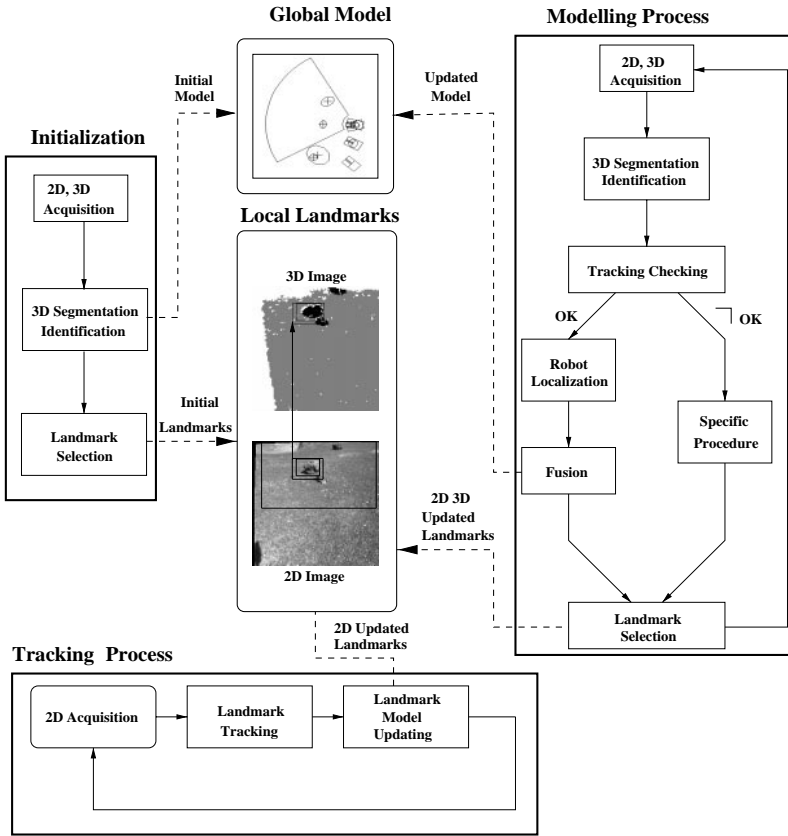 Global Model
Modelling Process
Initial
Model
Updated
Model
2D, 3D
Acquisition
3D Segmentation
Identification
Tracking Checking
OK
¬ OK
Robot
Localization
Specific
Procedure
Fusion
Landmark
Selection
Initialization
2D, 3D
Acquisition
3D Segmentation
Identification
Landmark
Selection
Initial
Landmarks
Local Landmarks
3D Image
2D Image
2D 3D
Updated
Landmarks
2D Updated
Landmarks
Tracking Process
2D Acquisition
Landmark
Tracking
Landmark
Model
Updating